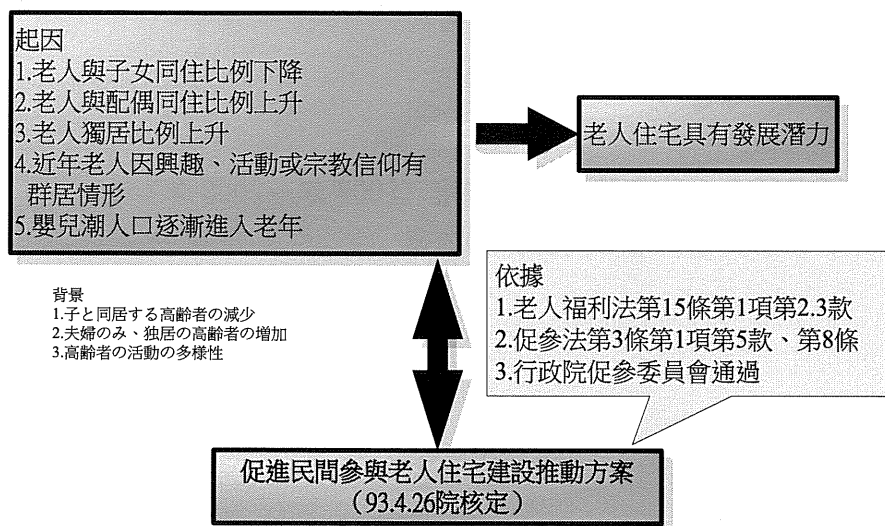 起因
1.老人與子女同住比例下降
2.老人與配偶同住比例上升
3.老人獨居比例上升
4.近年老人因興趣、活動或宗教信仰有
群居情形
5.嬰兒潮人口逐漸進入老年
老人住宅具有發展潛力
背景
1.子と同居する高齢者の減少
2.夫婦のみ、独居の高齢者の増加
3.高齢者の活動の多様性
依據
1.老人福利法第15條第1項第2.3款
2.促參法第3條第1項第5款、第8條
3.行政院促參委員會通過
促進民間參與老人住宅建設推動方案
（93.4.26院核定）